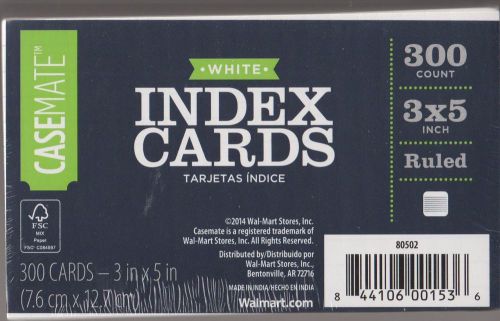 CASEMATE™
• WHITE •
INDEX
CARDS
TARJETAS ÍNDICE
300
COUNT
3x5
INCH
Ruled
©2014 Wal-Mart Stores, Inc.
Casemate is a registered trademark of
Wal-Mart Stores, Inc. All Rights Reserved.
Distributed by/Distribuido por
Wal-Mart Stores, Inc.,
Bentonville, AR 72716
MADE IN INDIA/HECHO EN INDIA
Walmart.com
FSC
MIX
Paper
300 CARDS – 3 in x 5 in
(7.6 cm x 12.7 cm)
80502
8 44106 00153 6